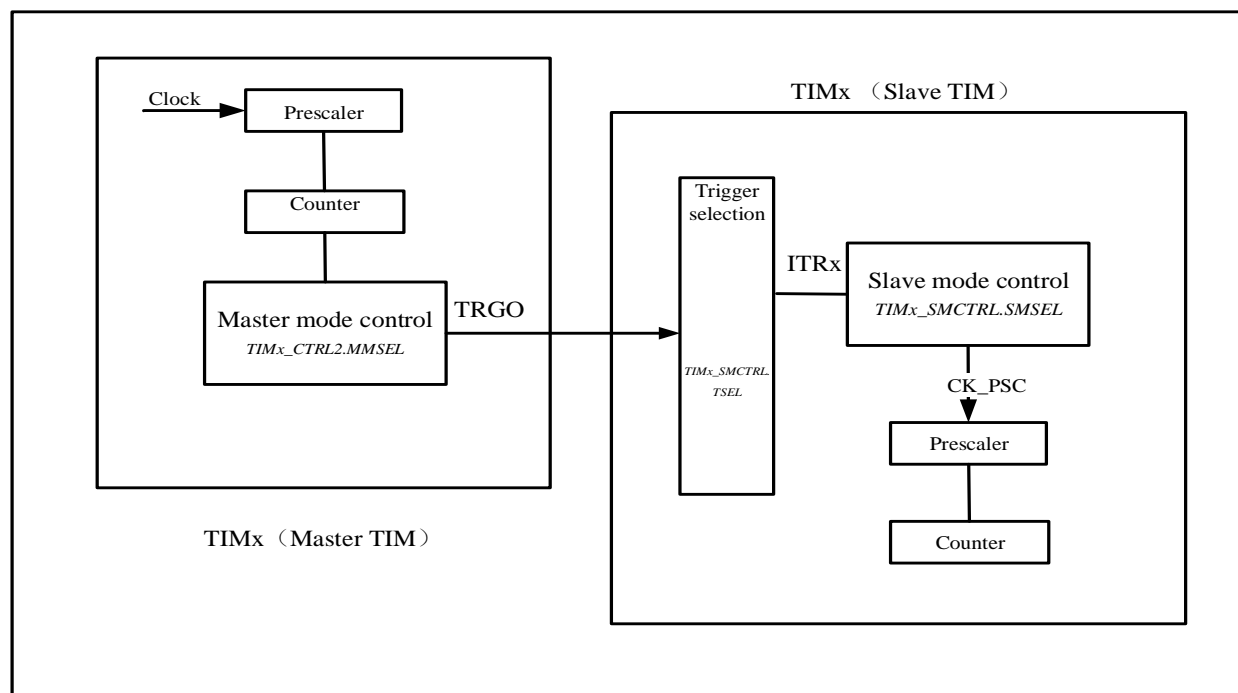 Clock
Prescaler
Counter
Master mode control
TIMx_CTRL2.MMSEL
TRGO
TIMx （Master TIM）
TIMx （Slave TIM）
Trigger
selection
TIMx_SMCTRL.
TSEL
ITRx
Slave mode control
TIMx_SMCTRL.SMSEL
CK_PSC
Prescaler
Counter